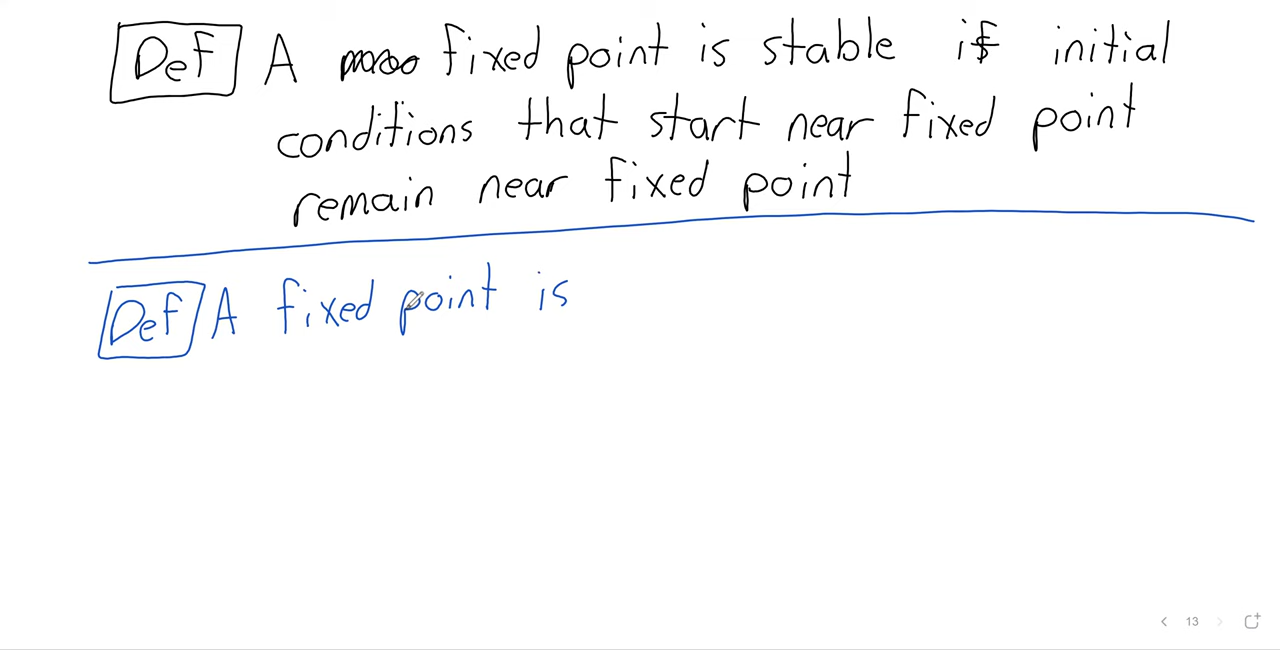 Def A fixed point is stable if initial
conditions that start near fixed point
remain near fixed point
Def A fixed point is
13